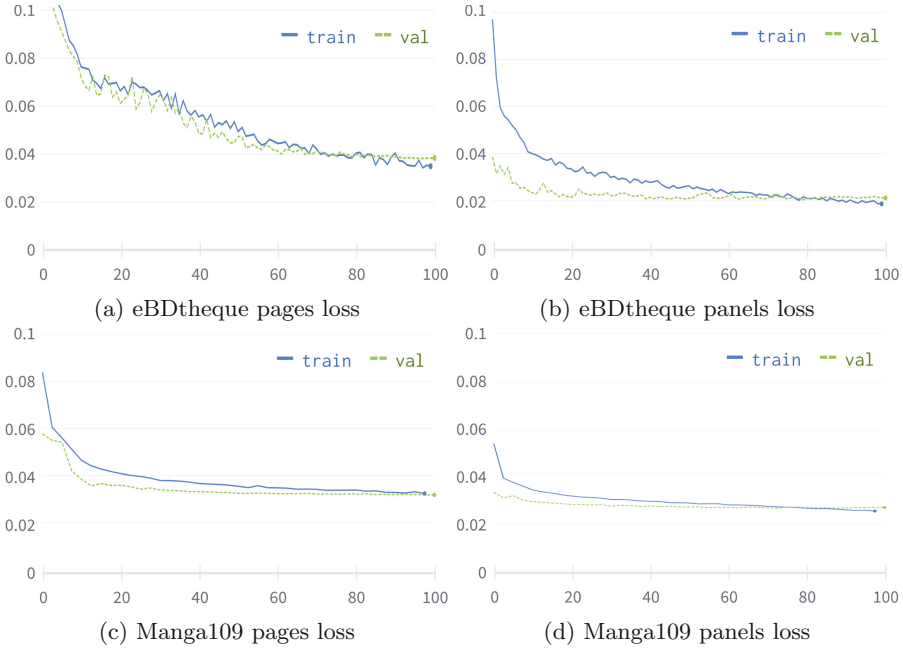 0.1
train val
0.08
0.06
0.04
0.02
0
0 20 40 60 80 100
(a) eBDtheque pages loss
0.1
train val
0.08
0.06
0.04
0.02
0
0 20 40 60 80 100
(b) eBDtheque panels loss
0.1
train val
0.08
0.06
0.04
0.02
0
0 20 40 60 80 100
(c) Manga109 pages loss
0.1
train val
0.08
0.06
0.04
0.02
0
0 20 40 60 80 100
(d) Manga109 panels loss